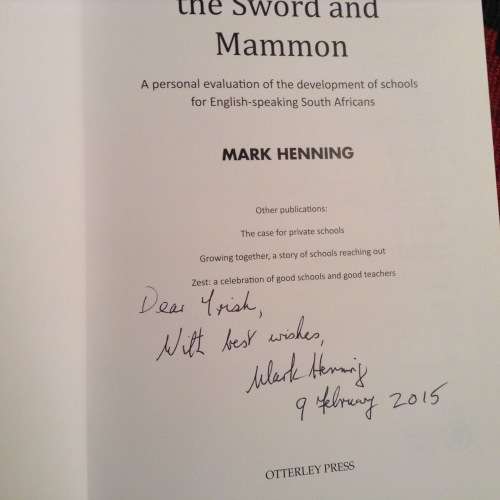 the Sword and
Mammon
A personal evaluation of the development of schools
for English-speaking South Africans
MARK HENNING
Other publications:
The case for private schools
Growing together, a story of schools reaching out
Zest: a celebration of good schools and good teachers
Dear Trish,
With best wishes,
Mark Henning
9 February 2015
OTTERLEY PRESS